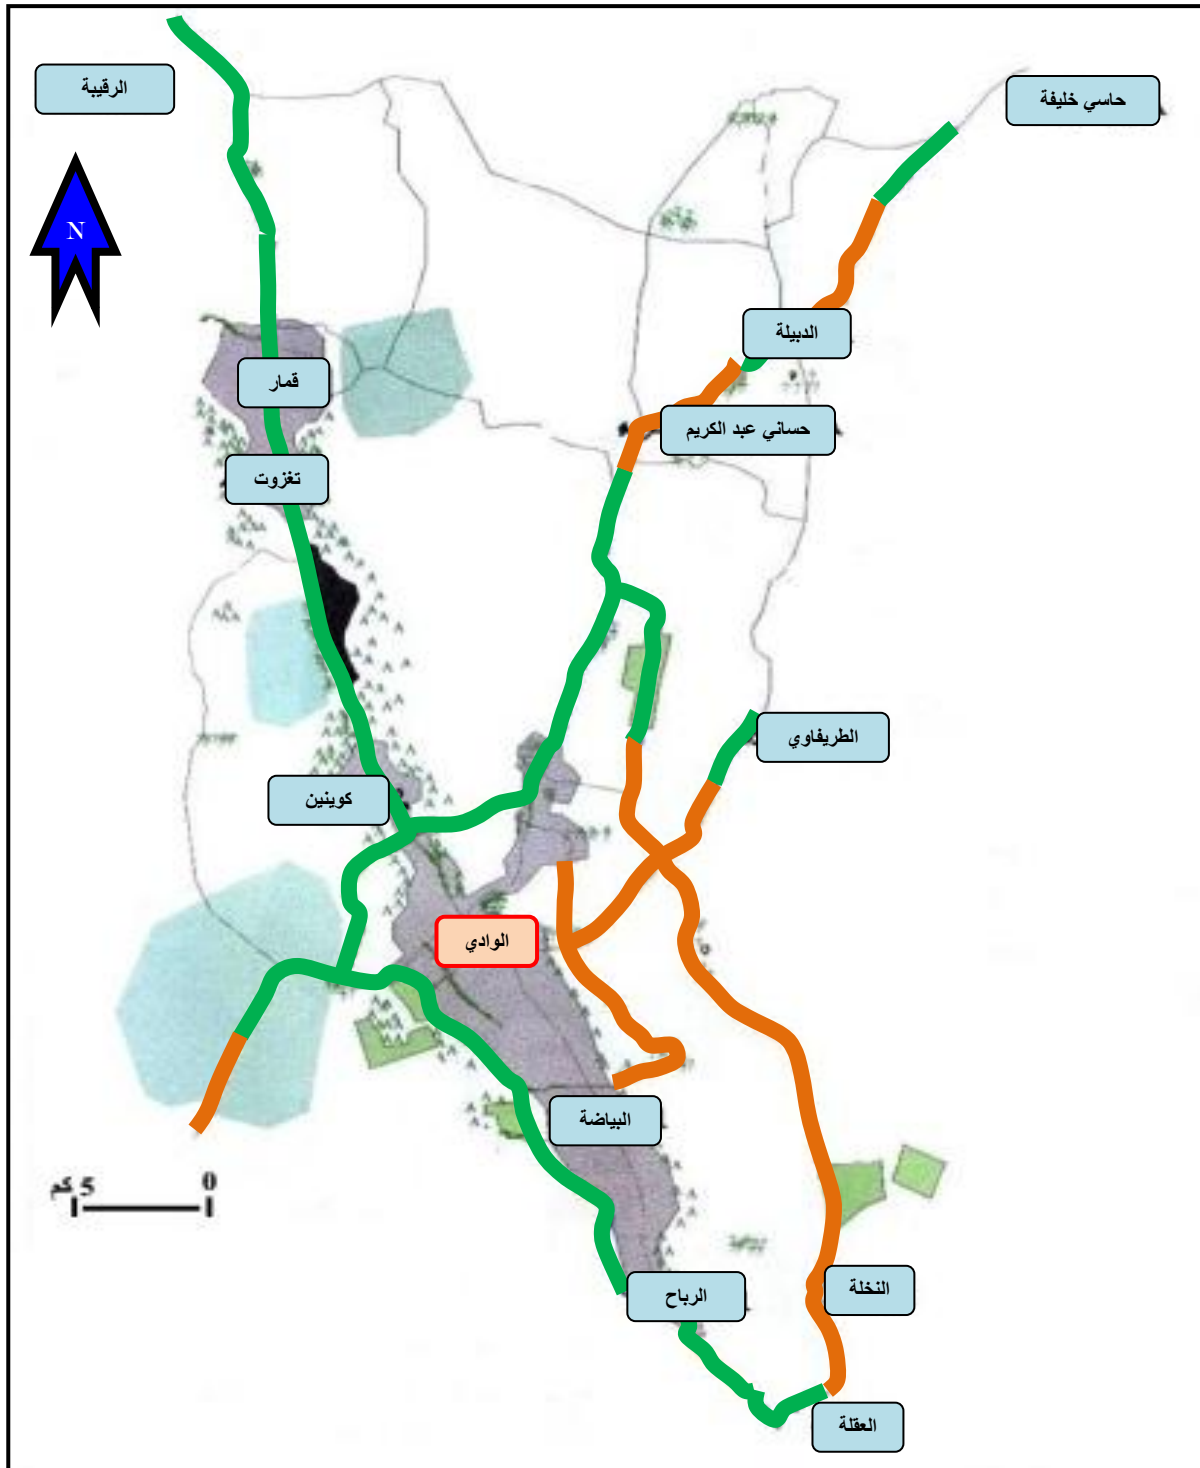 الرقيبة
حاسي خليفة
N
الدبيلة
قمار
حساني عبد الكريم
تغزوت
الطريفاوي
كوينين
الوادي
البياضة
0
5 كم
النخلة
الرباح
العقلة